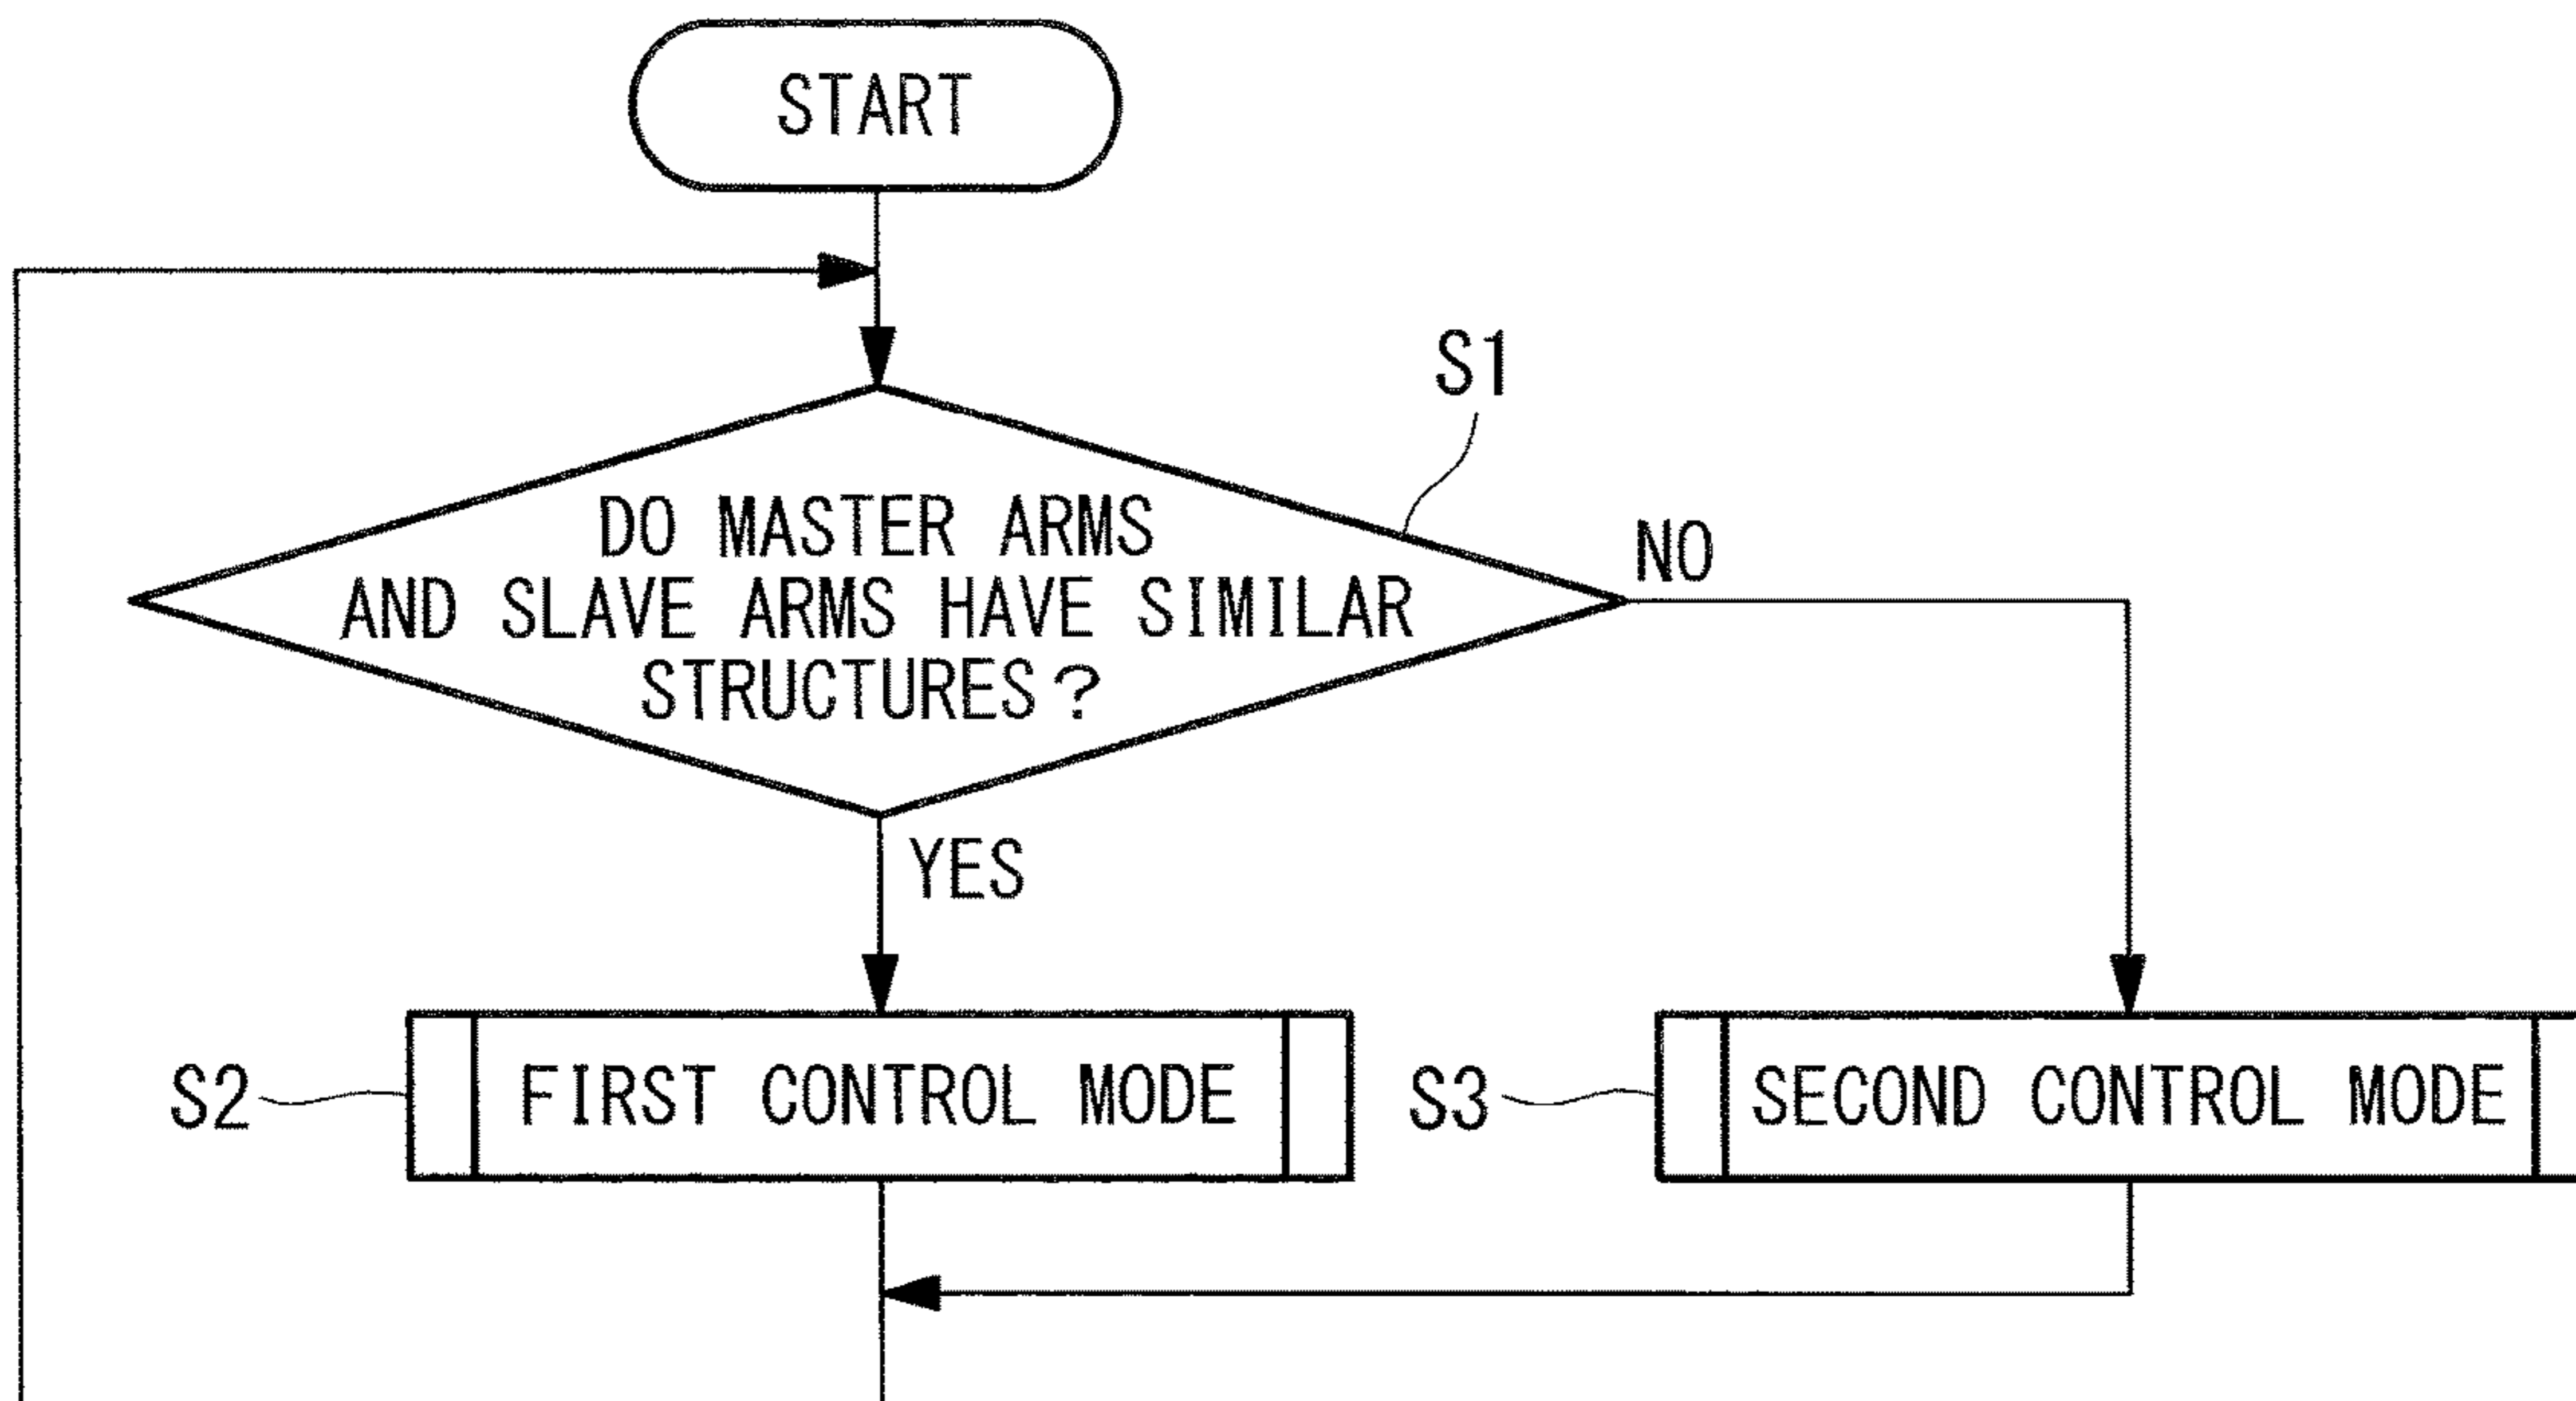 START
S1
DO MASTER ARMS
AND SLAVE ARMS HAVE SIMILAR
STRUCTURES?
NO
YES
S2
FIRST CONTROL MODE
S3
SECOND CONTROL MODE